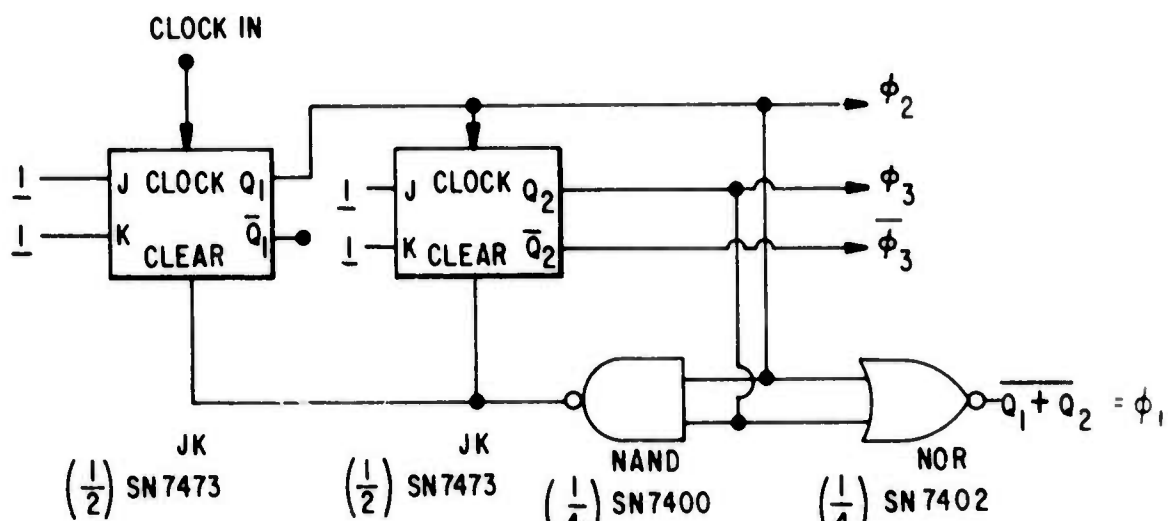 CLOCK IN
ϕ₂
1 J CLOCK Q₁
1 K Q̅₁
CLEAR
1 J CLOCK Q₂
1 K CLEAR Q̅₂
ϕ₃
ϕ̅₃
JK
(1/2) SN7473
JK
(1/2) SN7473
NAND
(1/4) SN7400
NOR
(1/4) SN7402
\overline{Q₁+Q₂} = ϕ₁